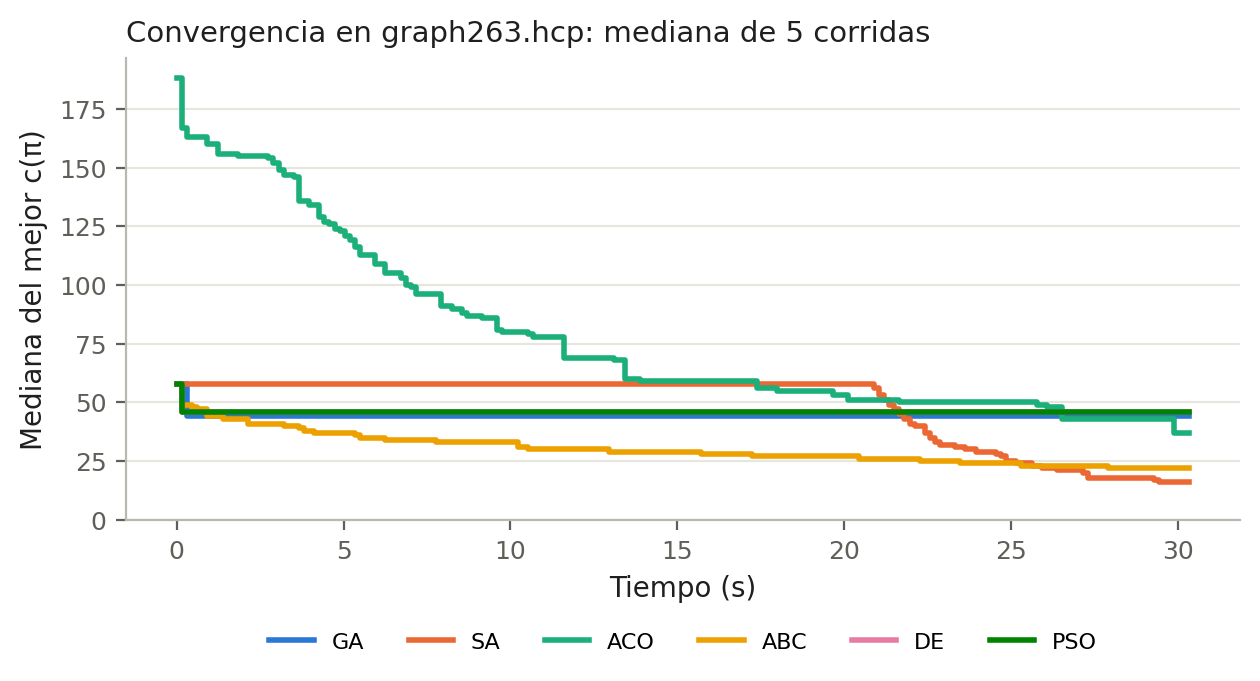 Convergencia en graph263.hcp: mediana de 5 corridas
Mediana del mejor c(π)
175
150
125
100
75
50
25
0
0 5 10 15 20 25 30
Tiempo (s)
GA SA ACO ABC DE PSO